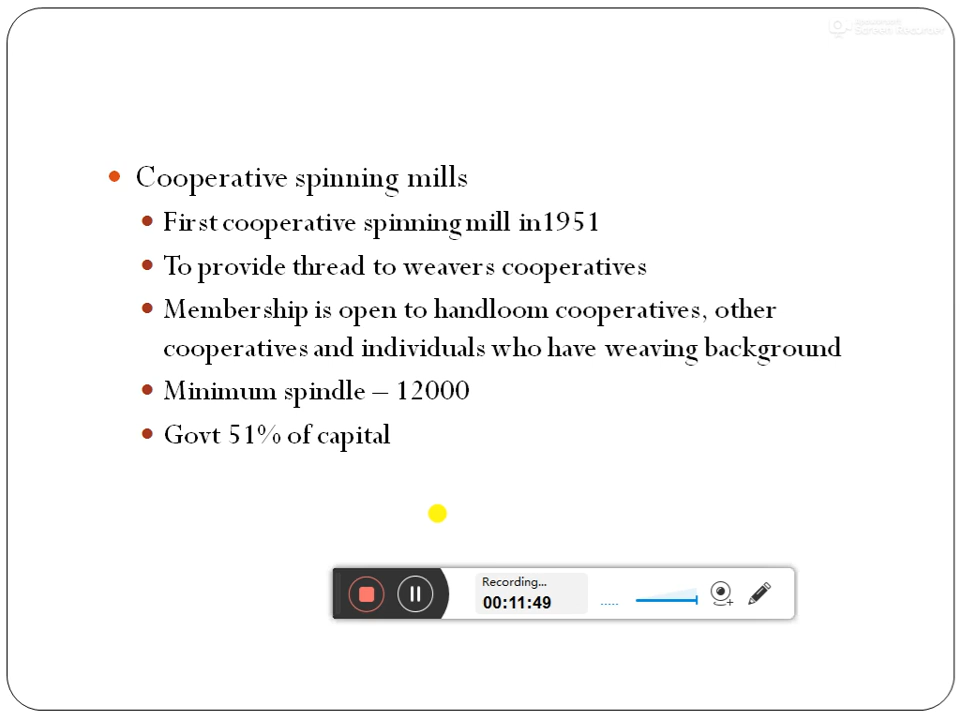 Screen Recorder
• Cooperative spinning mills
• First cooperative spinning mill in1951
• To provide thread to weavers cooperatives
• Membership is open to handloom cooperatives, other
cooperatives and individuals who have weaving background
• Minimum spindle – 12000
• Govt 51% of capital
Recording...
00:11:49